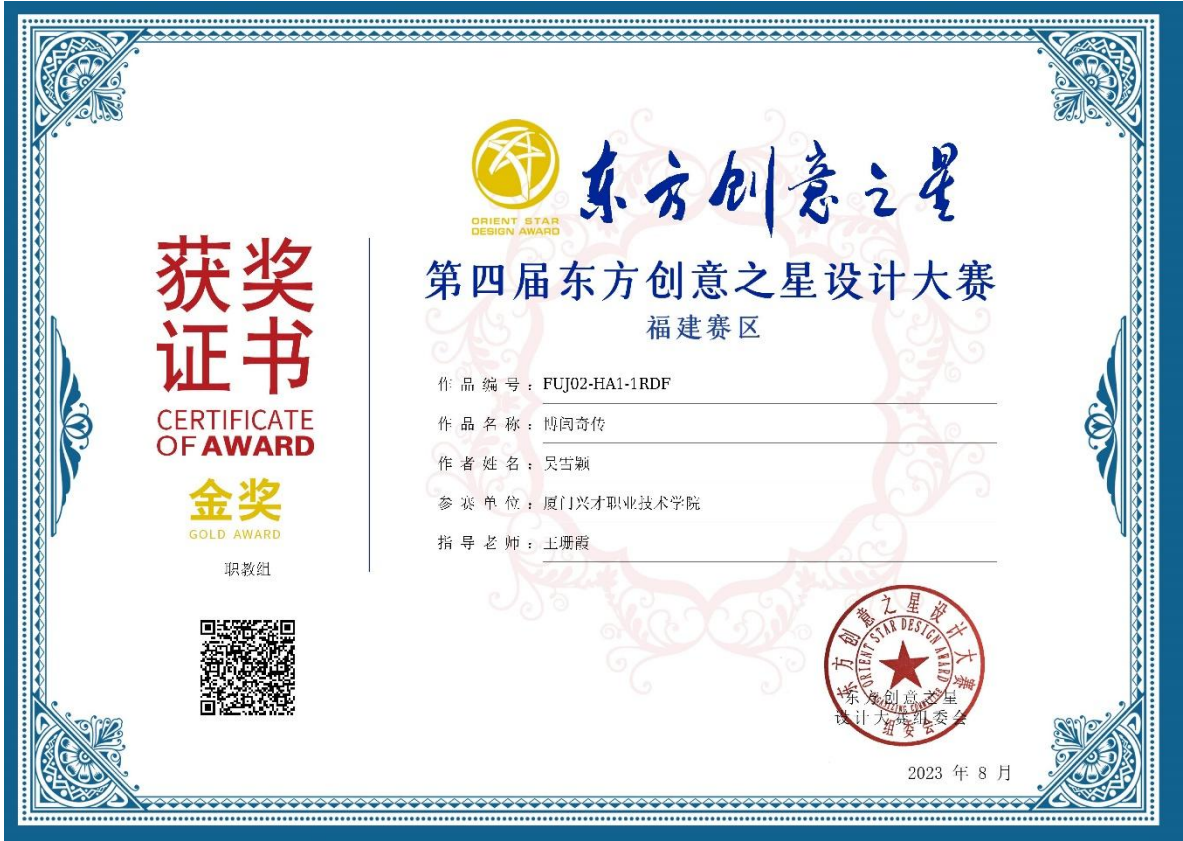 ORIENT STAR
DESIGN AWARD
东方创意之星
第四届东方创意之星设计大赛
福建赛区
获奖
证书
CERTIFICATE
OF AWARD
金奖
GOLD AWARD
职教组
作品编号：FUJ02-HA1-1RDF
作品名称：博闽奇传
作者姓名：吴雪颖
参赛单位：厦门兴才职业技术学院
指导老师：王珊霞
东方创意之星设计大赛
ORIENT STAR DESIGN AWARD
组委会
东方创意之星
设计大赛组委会
2023 年 8 月